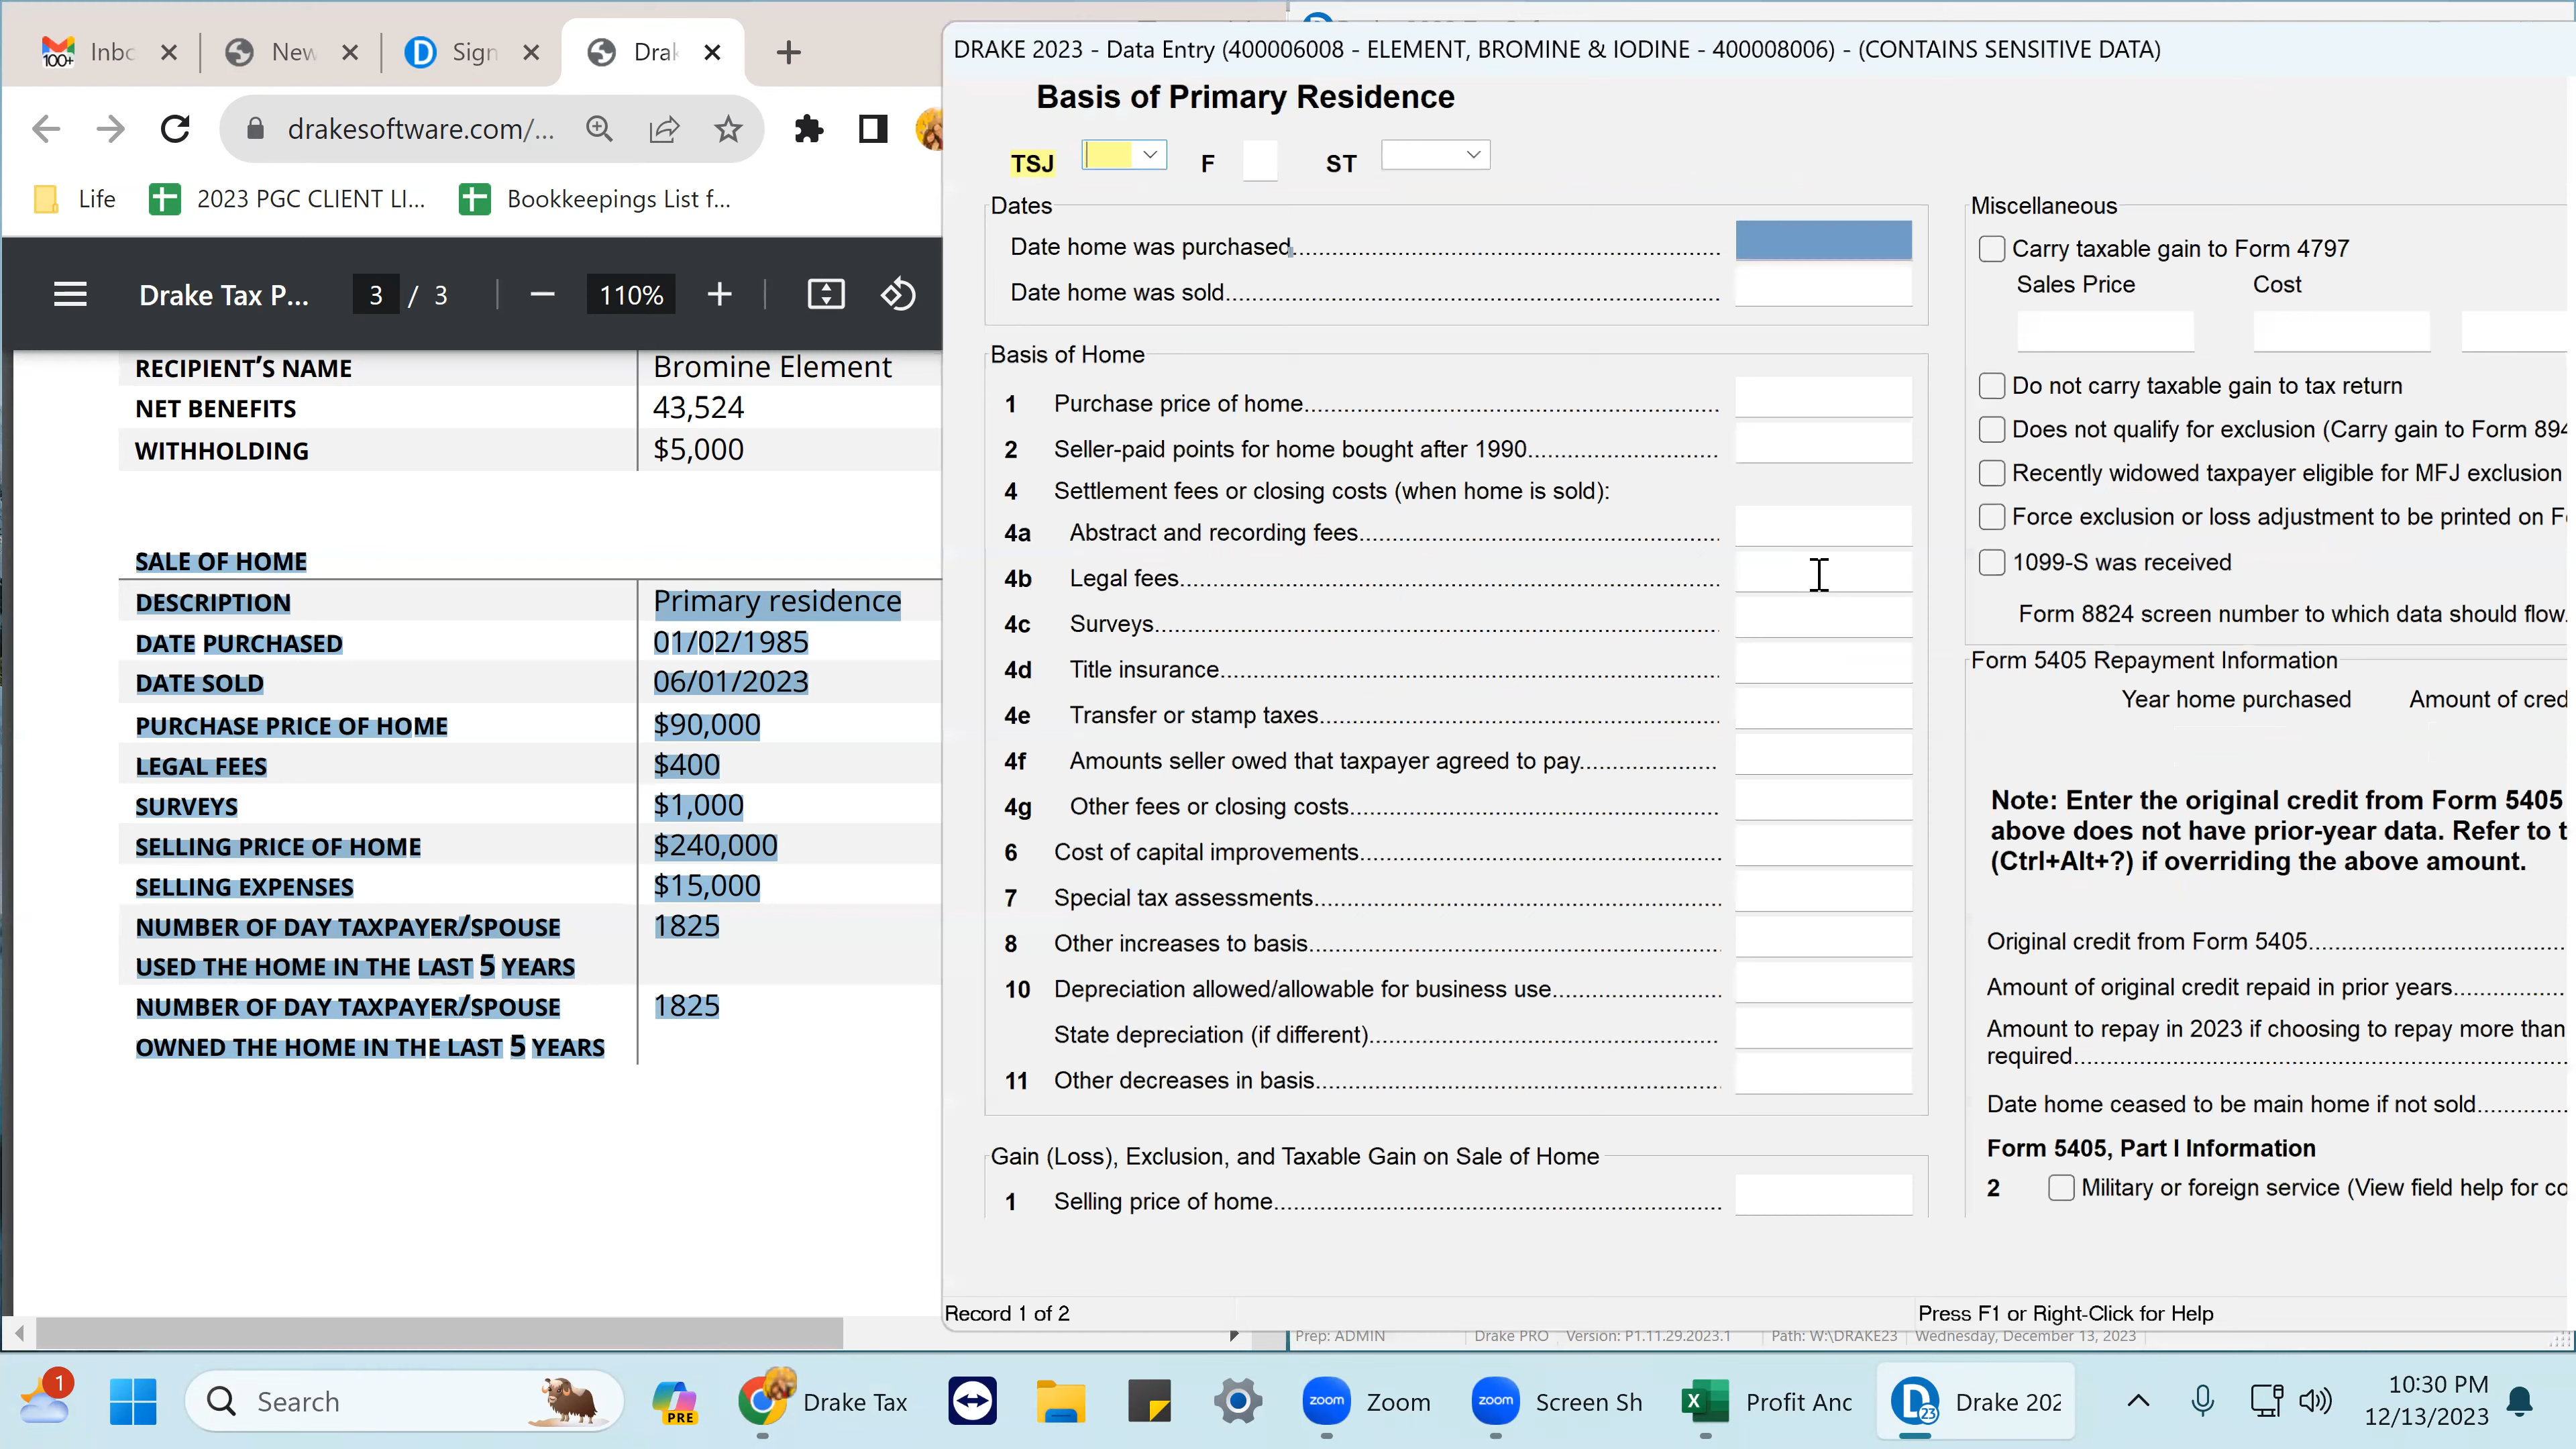 Inbc
New
Sign
Drak
DRAKE 2023 - Data Entry (400006008 - ELEMENT, BROMINE & IODINE - 400008006) - (CONTAINS SENSITIVE DATA)
drakesoftware.com/...
Life
2023 PGC CLIENT LI...
Bookkeepings List f...
Drake Tax P...
3 / 3
110%
RECIPIENT'S NAME Bromine Element
NET BENEFITS 43,524
WITHHOLDING $5,000
SALE OF HOME
DESCRIPTION Primary residence
DATE PURCHASED 01/02/1985
DATE SOLD 06/01/2023
PURCHASE PRICE OF HOME $90,000
LEGAL FEES $400
SURVEYS $1,000
SELLING PRICE OF HOME $240,000
SELLING EXPENSES $15,000
NUMBER OF DAY TAXPAYER/SPOUSE 1825
USED THE HOME IN THE LAST 5 YEARS
NUMBER OF DAY TAXPAYER/SPOUSE 1825
OWNED THE HOME IN THE LAST 5 YEARS
Basis of Primary Residence
TSJ F ST
Dates
Date home was purchased
Date home was sold
Basis of Home
1 Purchase price of home
2 Seller-paid points for home bought after 1990
4 Settlement fees or closing costs (when home is sold):
4a Abstract and recording fees
4b Legal fees
4c Surveys
4d Title insurance
4e Transfer or stamp taxes
4f Amounts seller owed that taxpayer agreed to pay
4g Other fees or closing costs
6 Cost of capital improvements
7 Special tax assessments
8 Other increases to basis
10 Depreciation allowed/allowable for business use
State depreciation (if different)
11 Other decreases in basis
Gain (Loss), Exclusion, and Taxable Gain on Sale of Home
1 Selling price of home
Miscellaneous
Carry taxable gain to Form 4797
Sales Price Cost
Do not carry taxable gain to tax return
Does not qualify for exclusion (Carry gain to Form 894
Recently widowed taxpayer eligible for MFJ exclusion
Force exclusion or loss adjustment to be printed on F
1099-S was received
Form 8824 screen number to which data should flow
Form 5405 Repayment Information
Year home purchased Amount of cred
Note: Enter the original credit from Form 5405
above does not have prior-year data. Refer to t
(Ctrl+Alt+?) if overriding the above amount.
Original credit from Form 5405
Amount of original credit repaid in prior years
Amount to repay in 2023 if choosing to repay more than
required
Date home ceased to be main home if not sold
Form 5405, Part I Information
2 Military or foreign service (View field help for co
Record 1 of 2
Press F1 or Right-Click for Help
Prep: ADMIN Drake PRO Version: P1.11.29.2023.1 Path: W:\DRAKE23 Wednesday, December 13, 2023
1
Search
PRE
Drake Tax
zoom Zoom
zoom Screen Sh
Profit Anc
23 Drake 202
10:30 PM
12/13/2023